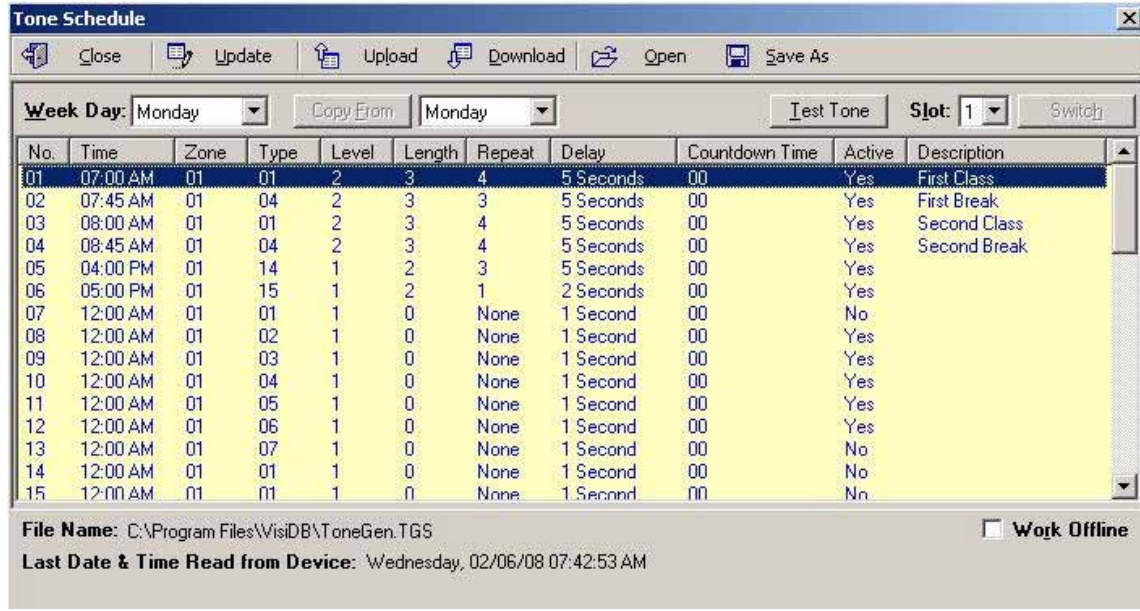 Tone Schedule
Close Update Upload Download Open Save As
Week Day: Monday Copy From Monday Test Tone Slot: 1 Switch
No. Time Zone Type Level Length Repeat Delay Countdown Time Active Description
01 07:00 AM 01 01 2 3 4 5 Seconds 00 Yes First Class
02 07:45 AM 01 04 2 3 3 5 Seconds 00 Yes First Break
03 08:00 AM 01 01 2 3 4 5 Seconds 00 Yes Second Class
04 08:45 AM 01 04 2 3 4 5 Seconds 00 Yes Second Break
05 04:00 PM 01 14 1 2 3 5 Seconds 00 Yes
06 05:00 PM 01 15 1 2 1 2 Seconds 00 Yes
07 12:00 AM 01 01 1 0 None 1 Second 00 No
08 12:00 AM 01 02 1 0 None 1 Second 00 Yes
09 12:00 AM 01 03 1 0 None 1 Second 00 Yes
10 12:00 AM 01 04 1 0 None 1 Second 00 Yes
11 12:00 AM 01 05 1 0 None 1 Second 00 Yes
12 12:00 AM 01 06 1 0 None 1 Second 00 Yes
13 12:00 AM 01 07 1 0 None 1 Second 00 No
14 12:00 AM 01 01 1 0 None 1 Second 00 No
15 12:00 AM 01 01 1 0 None 1 Second 00 No
File Name: C:\Program Files\VisiDB\ToneGen.TGS Work Offline
Last Date & Time Read from Device: Wednesday, 02/06/08 07:42:53 AM